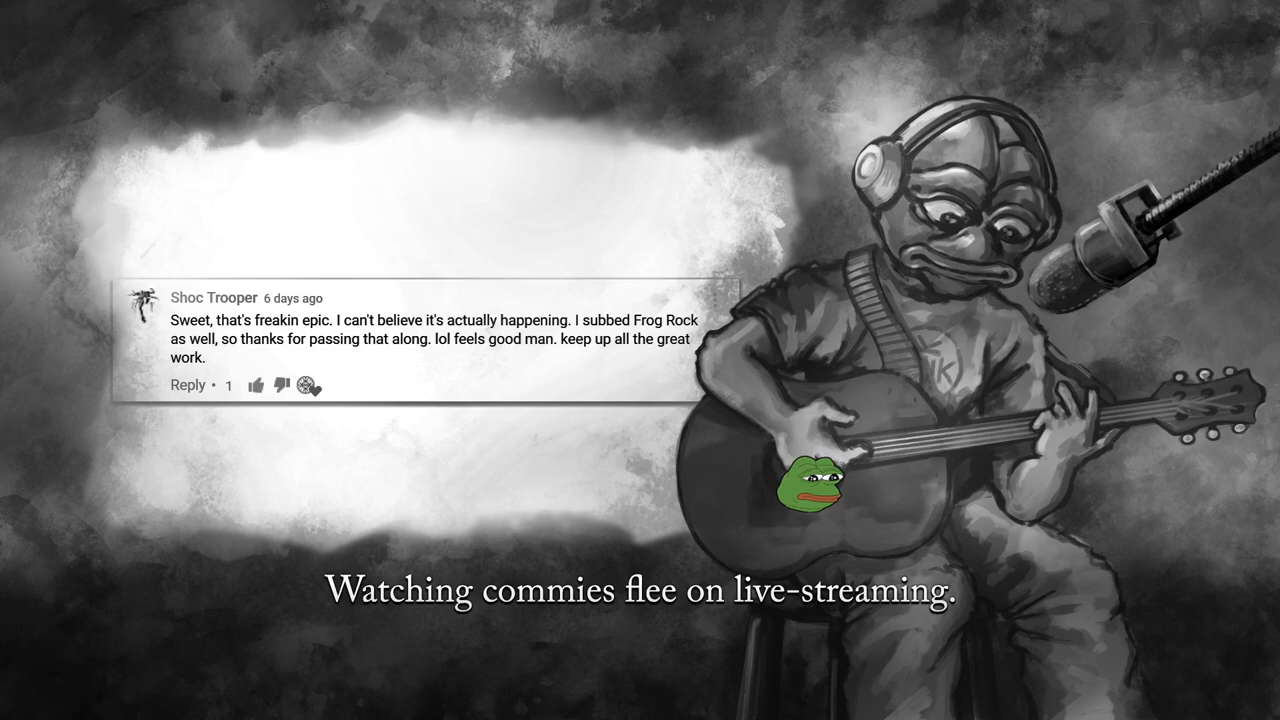 Shoc Trooper 6 days ago
Sweet, that's freakin epic. I can't believe it's actually happening. I subbed Frog Rock
as well, so thanks for passing that along. lol feels good man. keep up all the great
work.
Reply • 1
Watching commies flee on live-streaming.